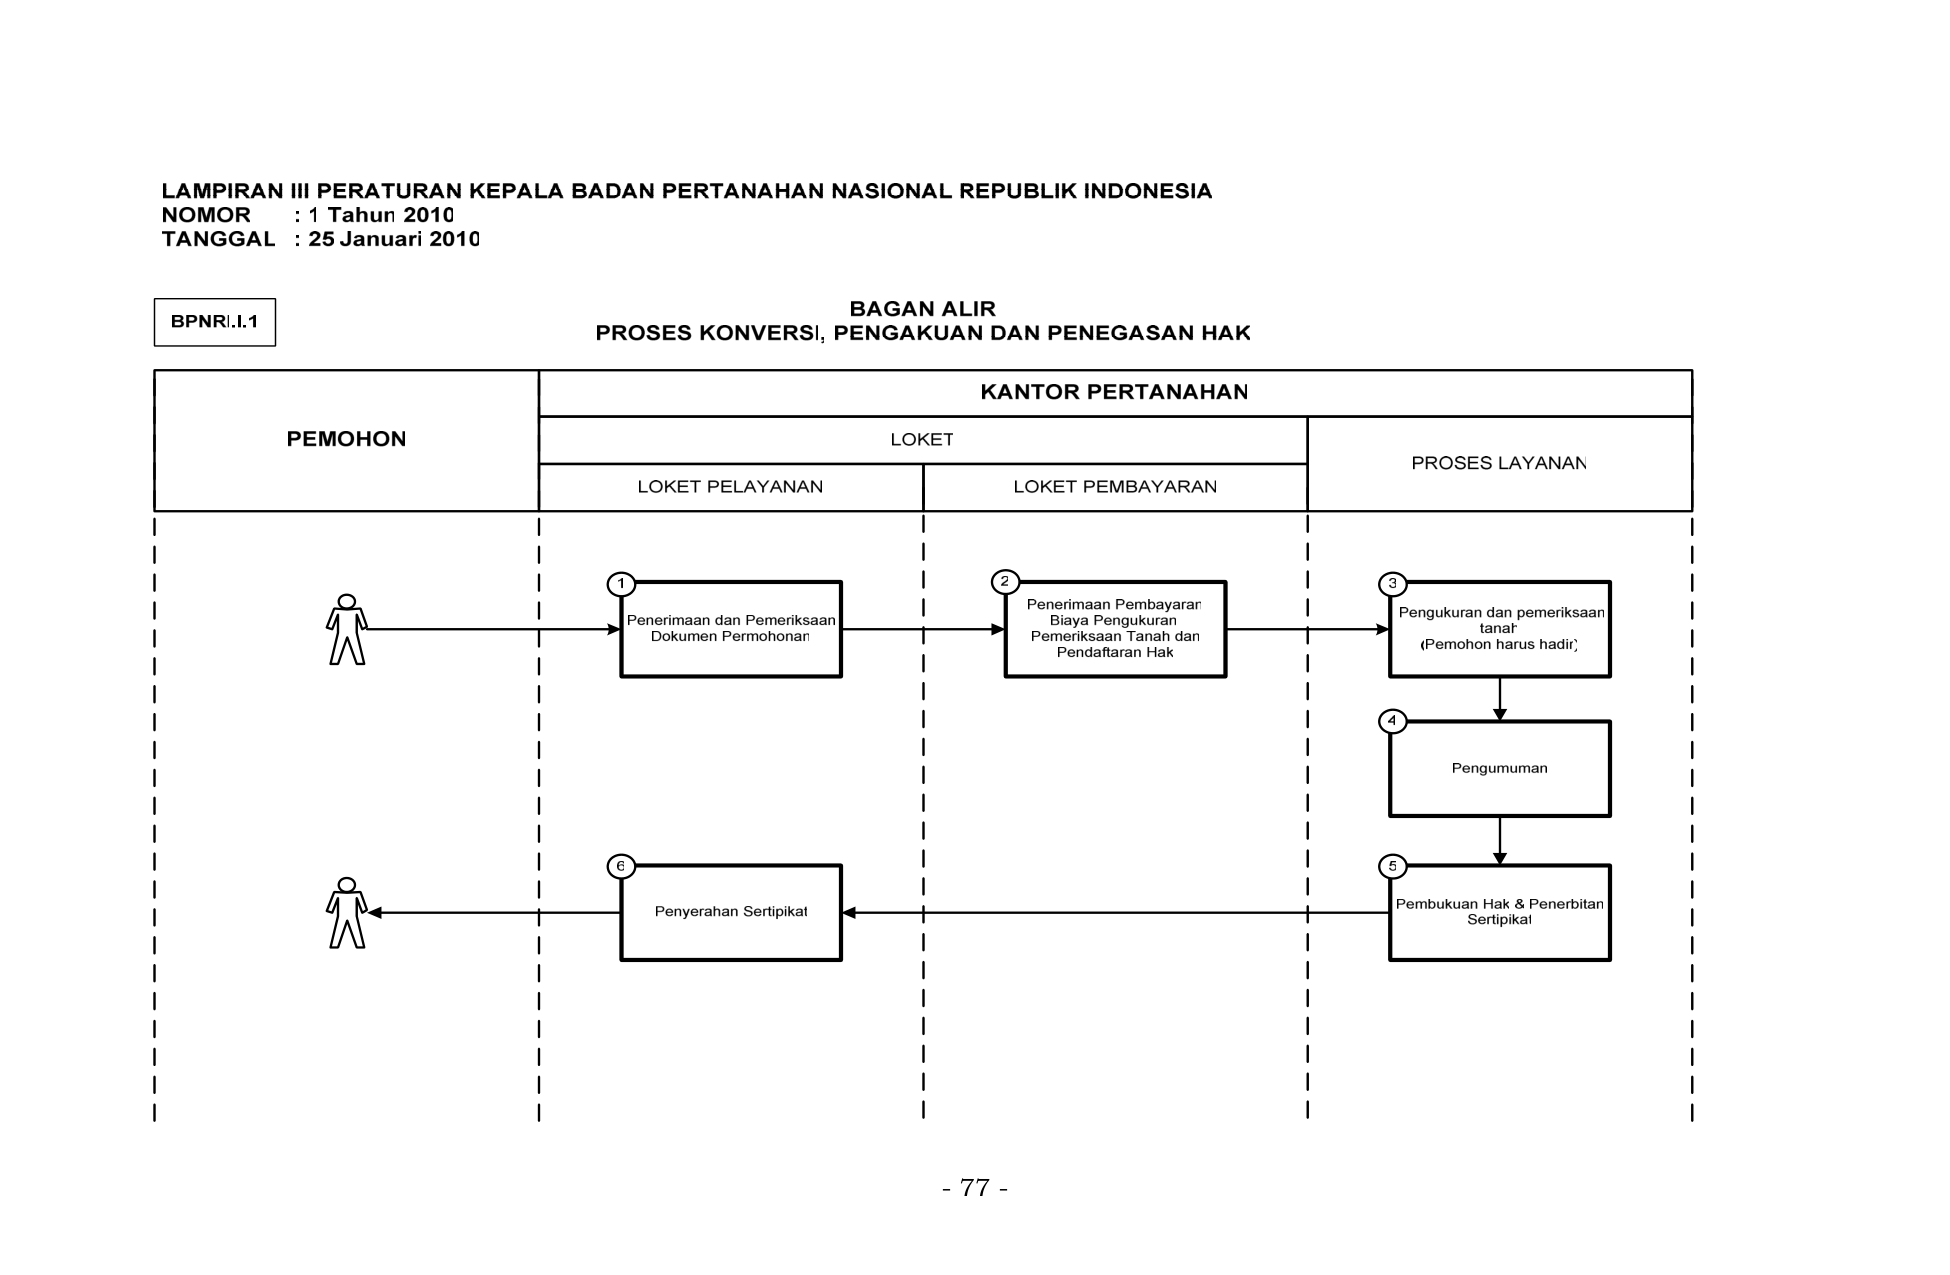 LAMPIRAN III PERATURAN KEPALA BADAN PERTANAHAN NASIONAL REPUBLIK INDONESIA
NOMOR : 1 Tahun 2010
TANGGAL : 25 Januari 2010
BPNRI.I.1
BAGAN ALIR
PROSES KONVERSI, PENGAKUAN DAN PENEGASAN HAK
PEMOHON
KANTOR PERTANAHAN
LOKET
PROSES LAYANAN
LOKET PELAYANAN
LOKET PEMBAYARAN
1
Penerimaan dan Pemeriksaan
Dokumen Permohonan
2
Penerimaan Pembayaran
Biaya Pengukuran
Pemeriksaan Tanah dan
Pendaftaran Hak
3
Pengukuran dan pemeriksaan
tanah
(Pemohon harus hadir)
4
Pengumuman
5
Pembukuan Hak & Penerbitan
Sertipikat
6
Penyerahan Sertipikat
- 77 -